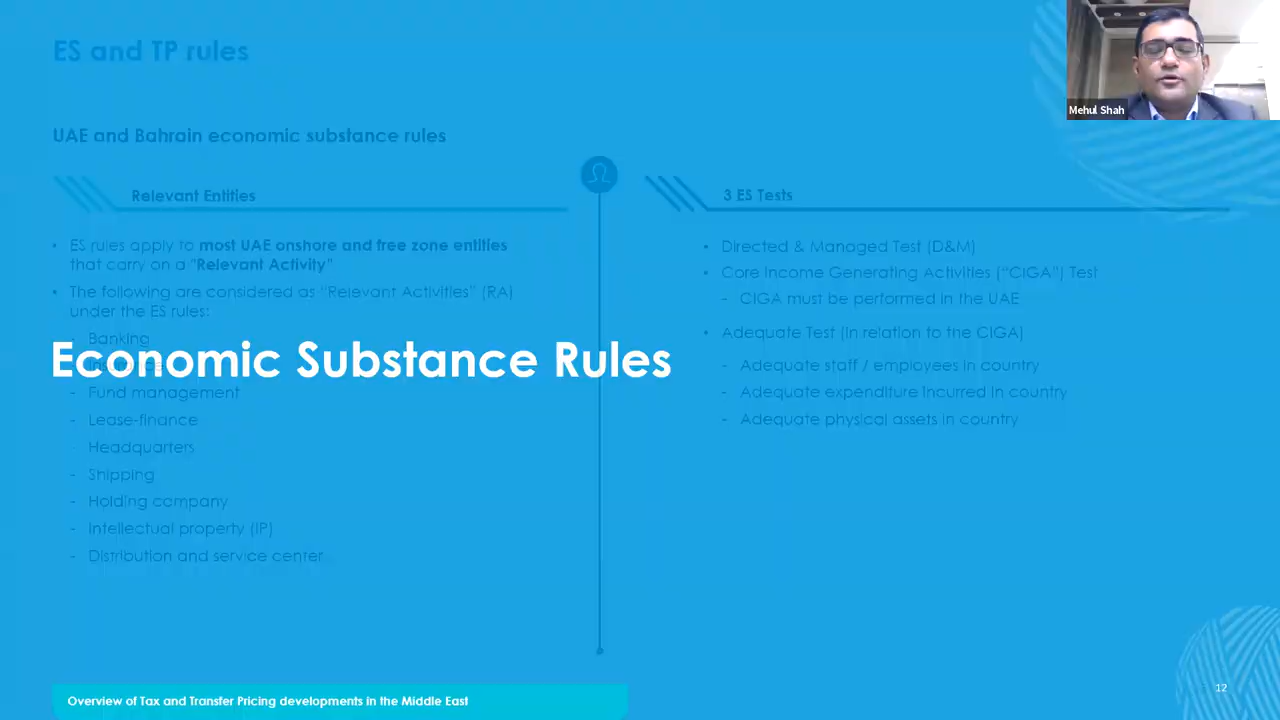 ES and TP rules
Mehul Shah
UAE and Bahrain economic substance rules
Relevant Entities
• ES rules apply to most UAE onshore and free zone entities
that carry on a "Relevant Activity"
• The following are considered as “Relevant Activities” (RA)
under the ES rules:
- Banking
Economic Substance Rules
- Fund management
- Lease-finance
- Headquarters
- Shipping
- Holding company
- Intellectual property (IP)
- Distribution and service center
3 ES Tests
• Directed & Managed Test (D&M)
• Core Income Generating Activities (“CIGA”) Test
- CIGA must be performed in the UAE
• Adequate Test (in relation to the CIGA)
- Adequate staff / employees in country
- Adequate expenditure incurred in country
- Adequate physical assets in country
Overview of Tax and Transfer Pricing developments in the Middle East
12